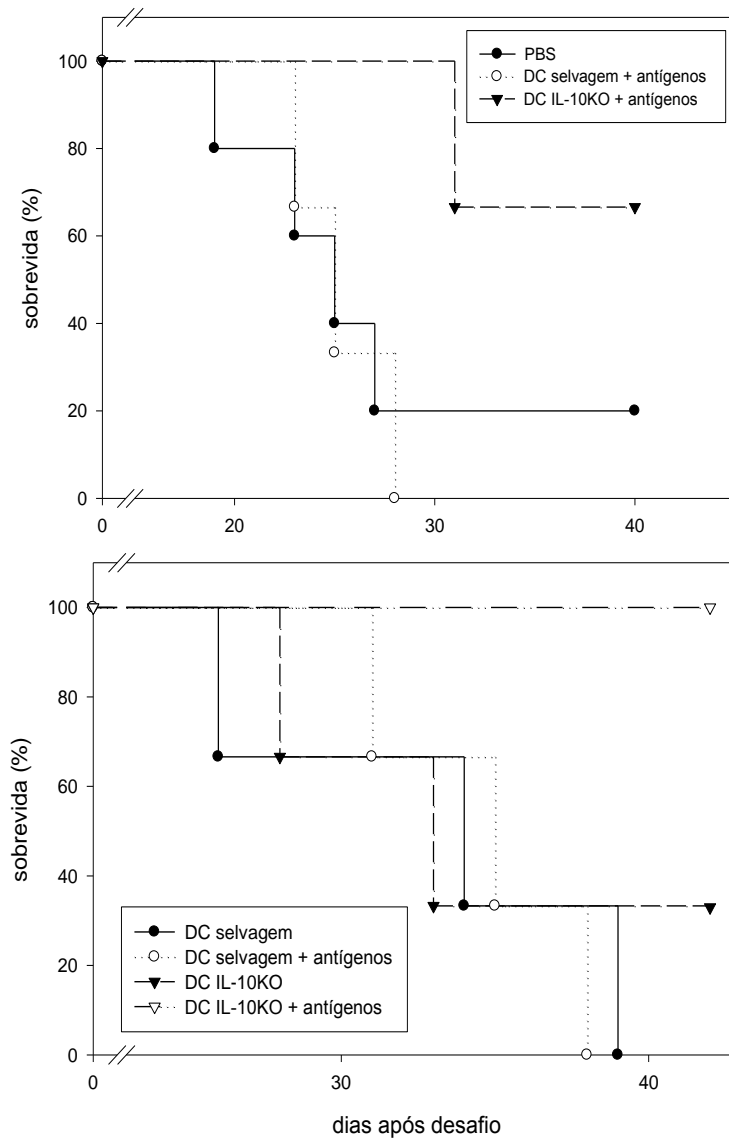 PBS
DC selvagem + antígenos
DC IL-10KO + antígenos
100
80
60
40
20
0
sobrevida (%)
0
20
30
40
100
80
60
40
20
0
sobrevida (%)
DC selvagem
DC selvagem + antígenos
DC IL-10KO
DC IL-10KO + antígenos
0
30
40
dias após desafio